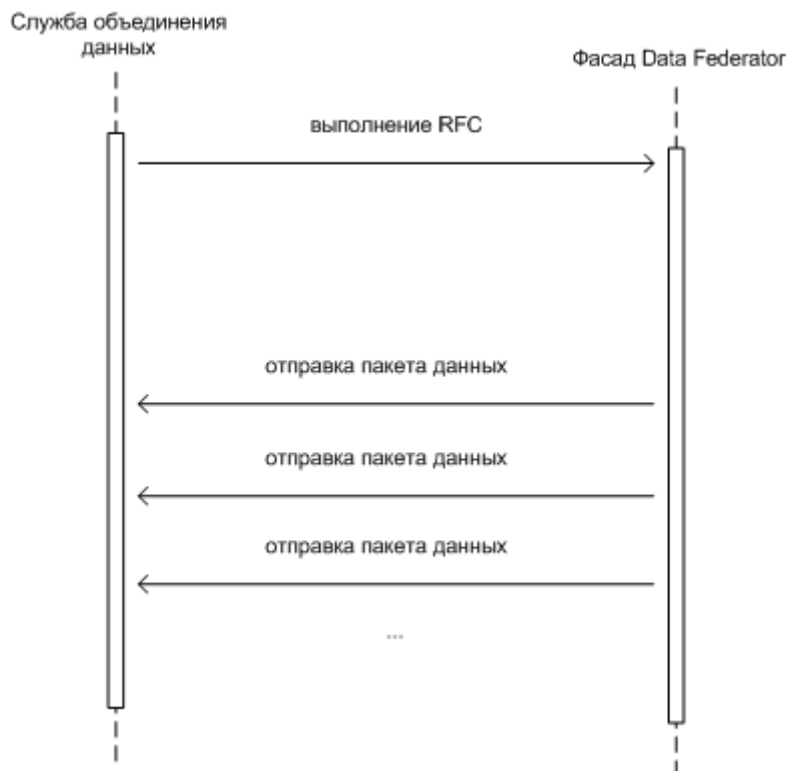 Служба объединения
данных
Фасад Data Federator
выполнение RFC
отправка пакета данных
отправка пакета данных
отправка пакета данных
...